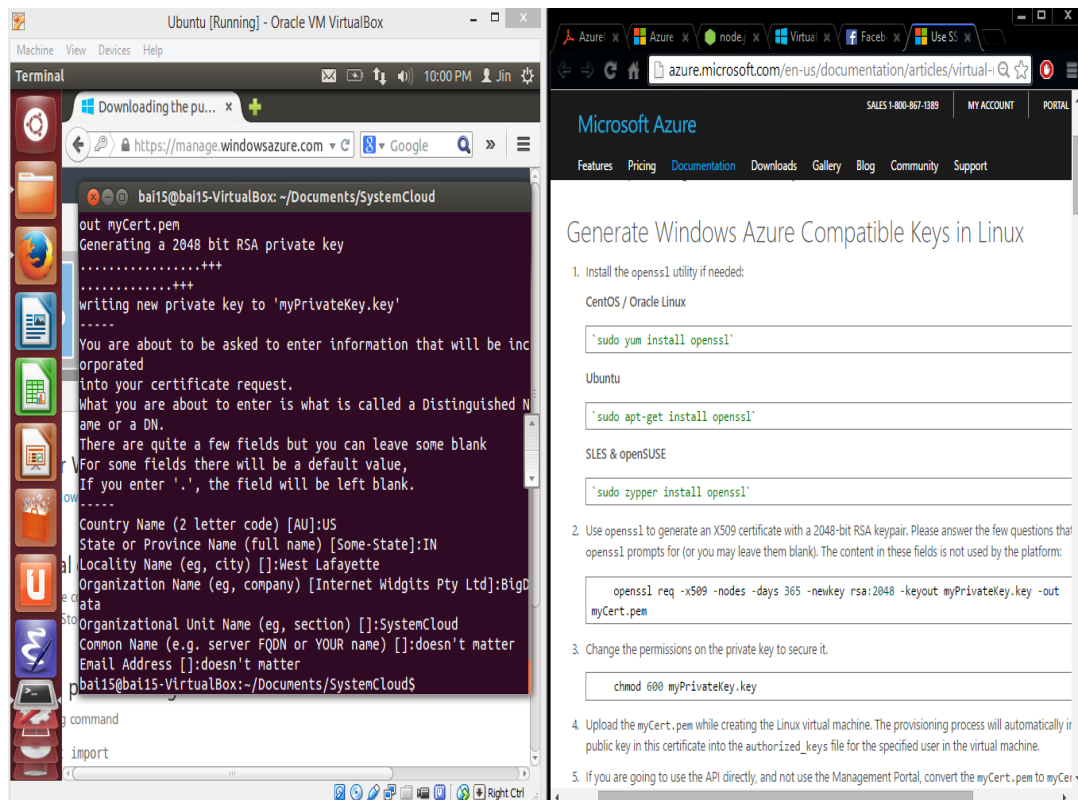 Ubuntu [Running] - Oracle VM VirtualBox
Machine View Devices Help
Terminal
10:00 PM Jin
Downloading the pu...
https://manage.windowsazure.com
Google
bai15@bai15-VirtualBox: ~/Documents/SystemCloud
out myCert.pem
Generating a 2048 bit RSA private key
.................+++
.............+++
writing new private key to 'myPrivateKey.key'
-----
You are about to be asked to enter information that will be inc
orporated
into your certificate request.
What you are about to enter is what is called a Distinguished N
ame or a DN.
There are quite a few fields but you can leave some blank
For some fields there will be a default value,
If you enter '.', the field will be left blank.
-----
Country Name (2 letter code) [AU]:US
State or Province Name (full name) [Some-State]:IN
Locality Name (eg, city) []:West Lafayette
Organization Name (eg, company) [Internet Widgits Pty Ltd]:BigD
ata
Organizational Unit Name (eg, section) []:SystemCloud
Common Name (e.g. server FQDN or YOUR name) []:doesn't matter
Email Address []:doesn't matter
bai15@bai15-VirtualBox:~/Documents/SystemCloud$
command
import
Right Ctrl
Azure Azure node.j Virtual Faceb Use SS
azure.microsoft.com/en-us/documentation/articles/virtual-
SALES 1-800-867-1389 MY ACCOUNT PORTAL
Microsoft Azure
Features Pricing Documentation Downloads Gallery Blog Community Support
Generate Windows Azure Compatible Keys in Linux
1. Install the openssl utility if needed:
CentOS / Oracle Linux
`sudo yum install openssl`
Ubuntu
`sudo apt-get install openssl`
SLES & openSUSE
`sudo zypper install openssl`
2. Use openssl to generate an X509 certificate with a 2048-bit RSA keypair. Please answer the few questions that
openssl prompts for (or you may leave them blank). The content in these fields is not used by the platform:
openssl req -x509 -nodes -days 365 -newkey rsa:2048 -keyout myPrivateKey.key -out
myCert.pem
3. Change the permissions on the private key to secure it.
chmod 600 myPrivateKey.key
4. Upload the myCert.pem while creating the Linux virtual machine. The provisioning process will automatically
public key in this certificate into the authorized_keys file for the specified user in the virtual machine.
5. If you are going to use the API directly, and not use the Management Portal, convert the myCert.pem to myCer